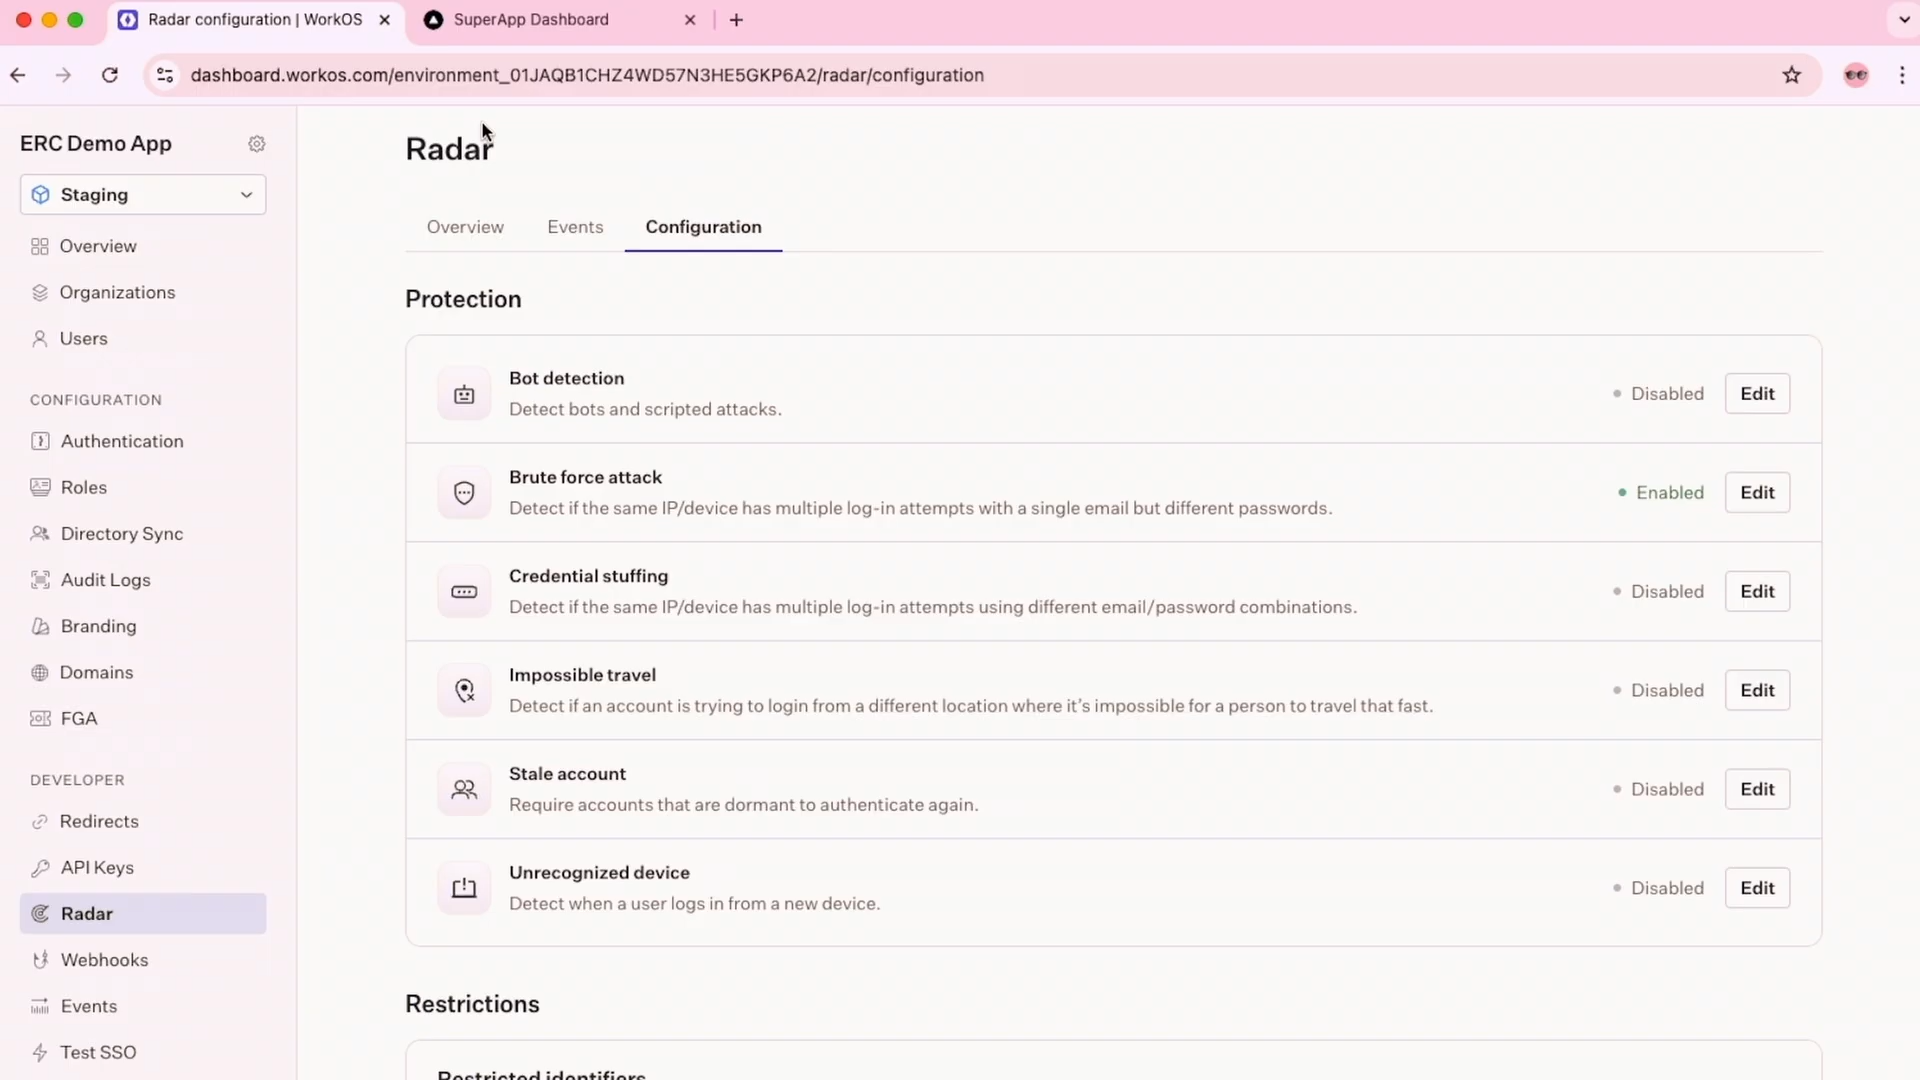 Radar configuration | WorkOS
SuperApp Dashboard
dashboard.workos.com/environment_01JAQB1CHZ4WD57N3HE5GKP6A2/radar/configuration
ERC Demo App
Staging
Overview
Organizations
Users
CONFIGURATION
Authentication
Roles
Directory Sync
Audit Logs
Branding
Domains
FGA
DEVELOPER
Redirects
API Keys
Radar
Webhooks
Events
Test SSO
Radar
Overview
Events
Configuration
Protection
Bot detection
Detect bots and scripted attacks.
Disabled
Edit
Brute force attack
Detect if the same IP/device has multiple log-in attempts with a single email but different passwords.
Enabled
Edit
Credential stuffing
Detect if the same IP/device has multiple log-in attempts using different email/password combinations.
Disabled
Edit
Impossible travel
Detect if an account is trying to login from a different location where it’s impossible for a person to travel that fast.
Disabled
Edit
Stale account
Require accounts that are dormant to authenticate again.
Disabled
Edit
Unrecognized device
Detect when a user logs in from a new device.
Disabled
Edit
Restrictions
Restricted identifiers